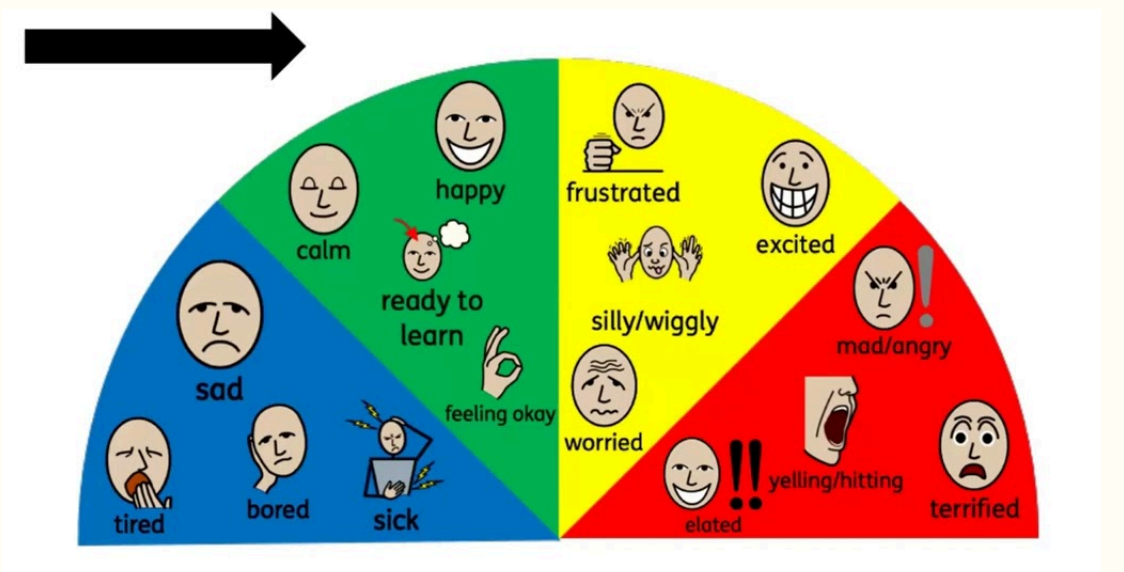 sad
tired
bored
sick
calm
happy
ready to
learn
feeling okay
frustrated
excited
silly/wiggly
worried
mad/angry
yelling/hitting
elated
terrified